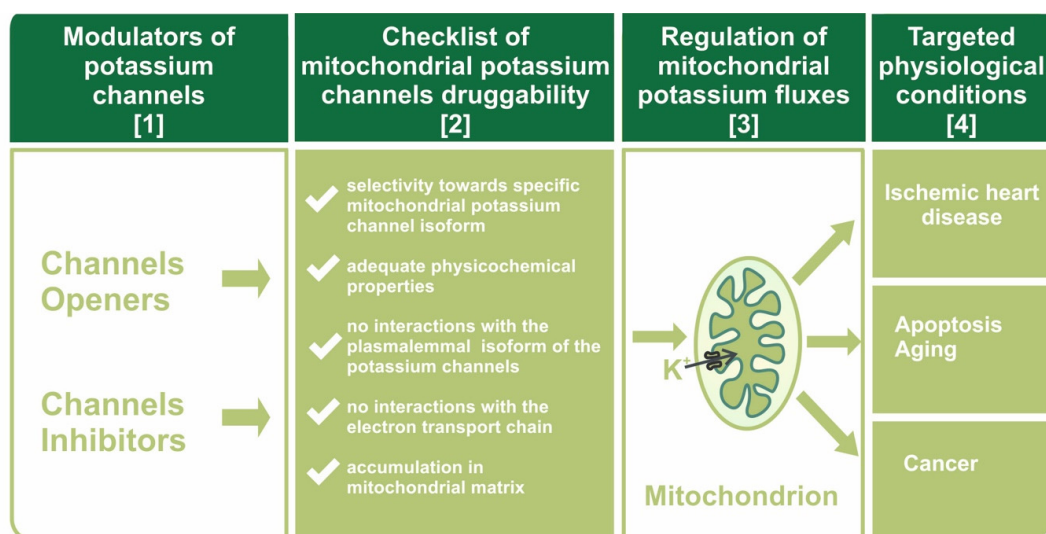 Modulators of
potassium
channels
[1]
Checklist of
mitochondrial potassium
channels druggability
[2]
Regulation of
mitochondrial
potassium fluxes
[3]
Targeted
physiological
conditions
[4]
Channels
Openers
Channels
Inhibitors
selectivity towards specific
mitochondrial potassium
channel isoform
adequate physicochemical
properties
no interactions with the
plasmalemmal isoform of the
potassium channels
no interactions with the
electron transport chain
accumulation in
mitochondrial matrix
K+
Mitochondrion
Ischemic heart
disease
Apoptosis
Aging
Cancer